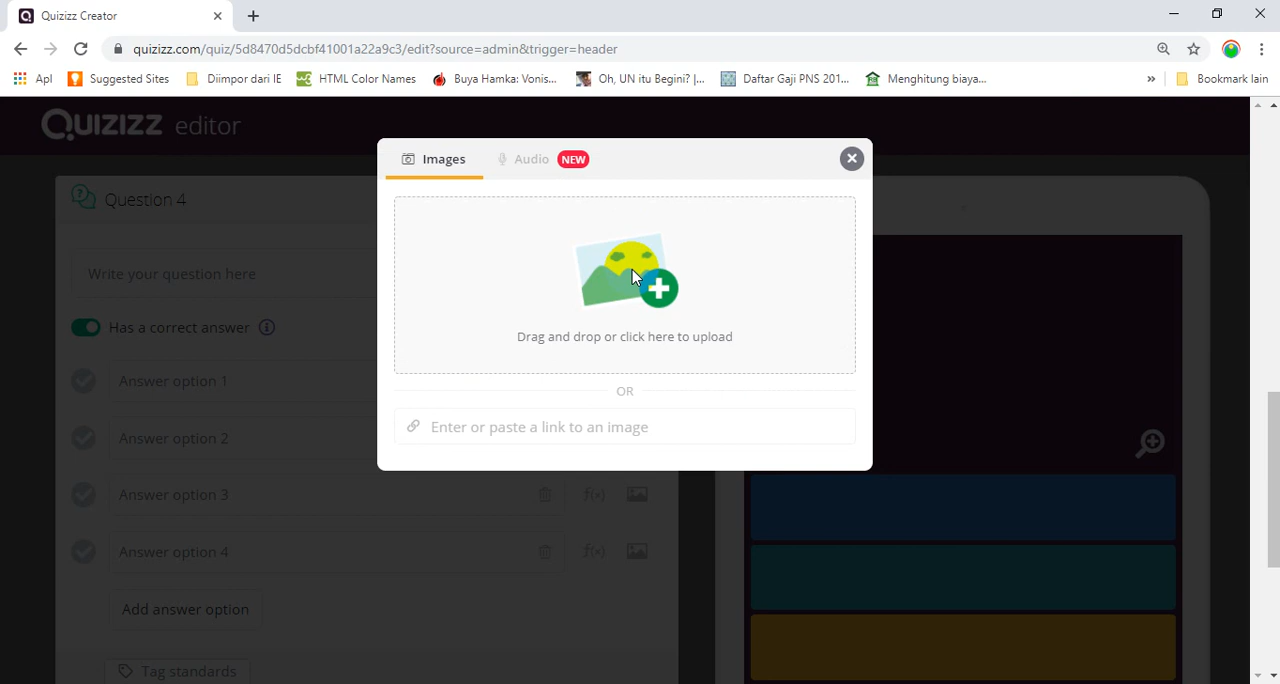 Quizizz Creator
quizizz.com/quiz/5d8470d5dcbf41001a22a9c3/edit?source=admin&trigger=header
Apl Suggested Sites Diimpor dari IE HTML Color Names Buya Hamka: Vonis... Oh, UN itu Begini? |... Daftar Gaji PNS 201... Menghitung biaya... » Bookmark lain
Quizizz editor
Images Audio NEW
Question 4
Write your question here
Drag and drop or click here to upload
Has a correct answer
OR
Answer option 1
Enter or paste a link to an image
Answer option 2
Answer option 3 f(x)
Answer option 4 f(x)
Add answer option
Tag standards